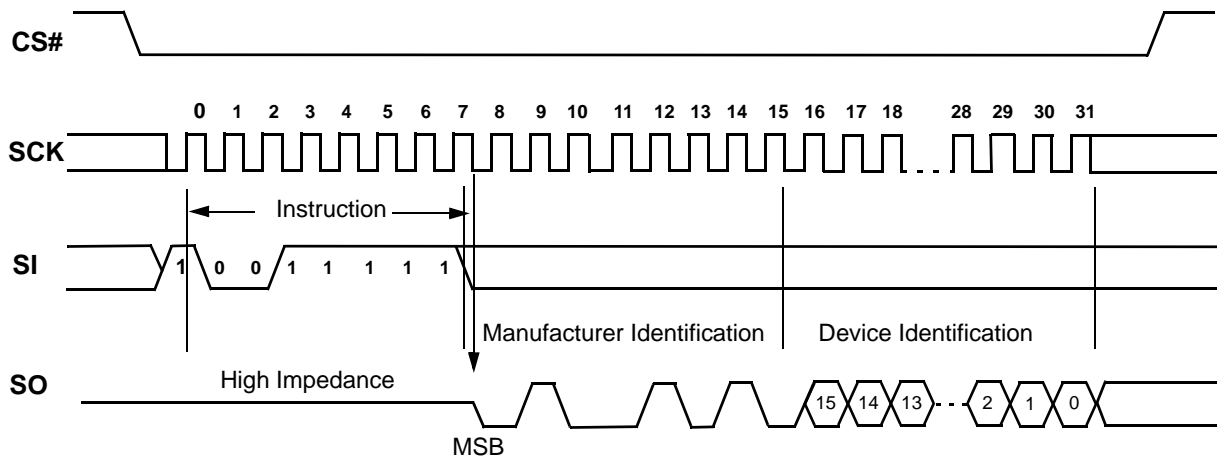 CS#
0 1 2 3 4 5 6 7 8 9 10 11 12 13 14 15 16 17 18 28 29 30 31
SCK
Instruction
SI
1 0 0 1 1 1 1 1
Manufacturer Identification Device Identification
High Impedance
SO
15 14 13 2 1 0
MSB